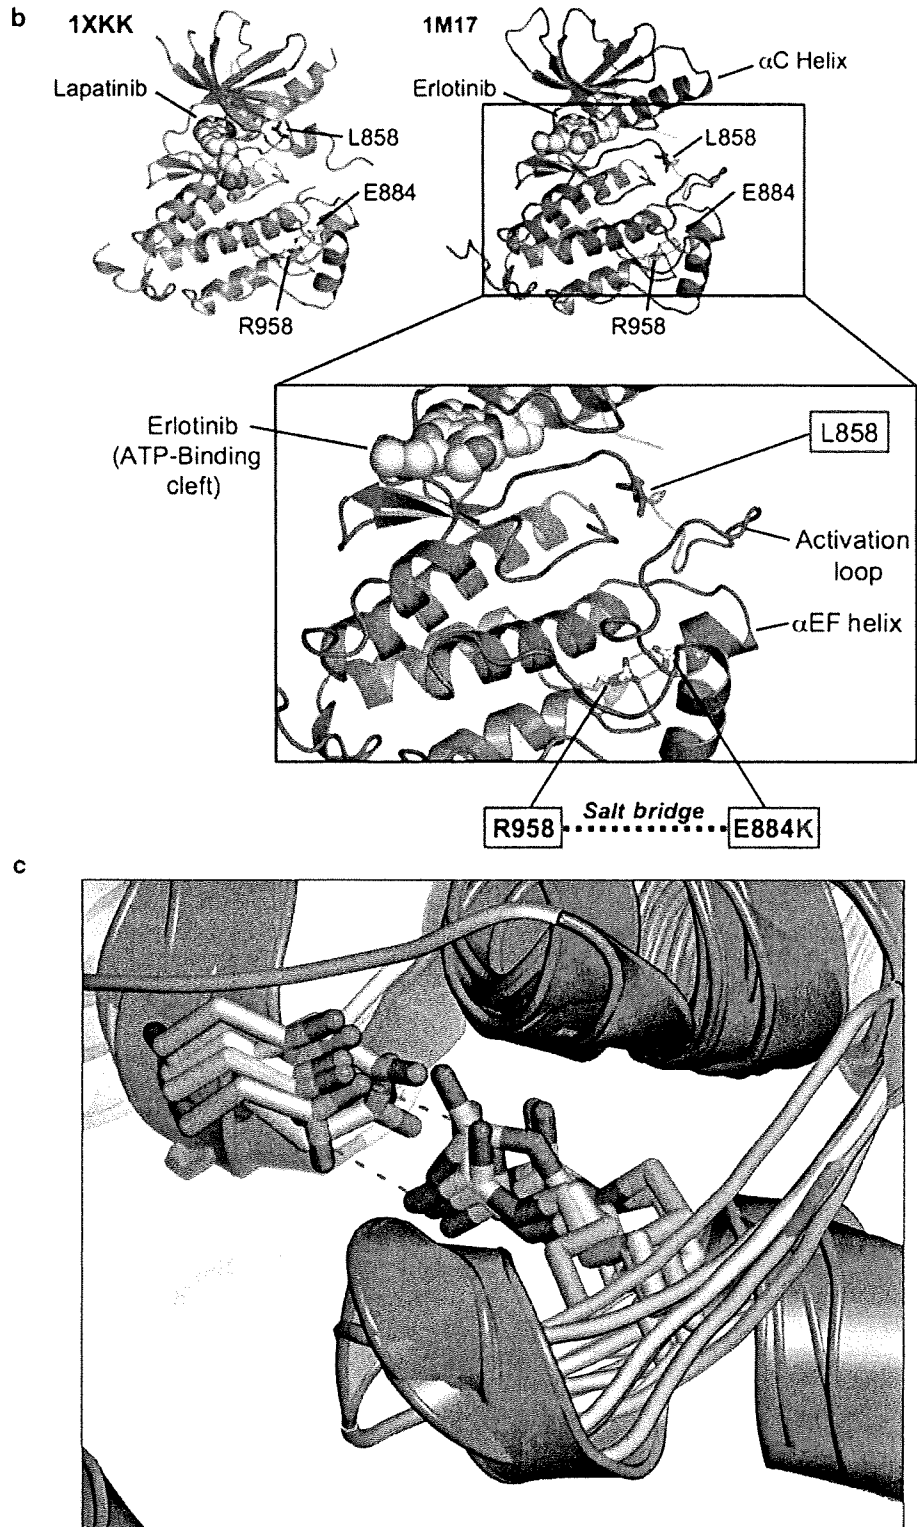 b
1XKK
1M17
αC Helix
Lapatinib
Erlotinib
L858
L858
E884
E884
R958
R958
Erlotinib
(ATP-Binding
cleft)
L858
Activation
loop
αEF helix
R958
Salt bridge
E884K
c